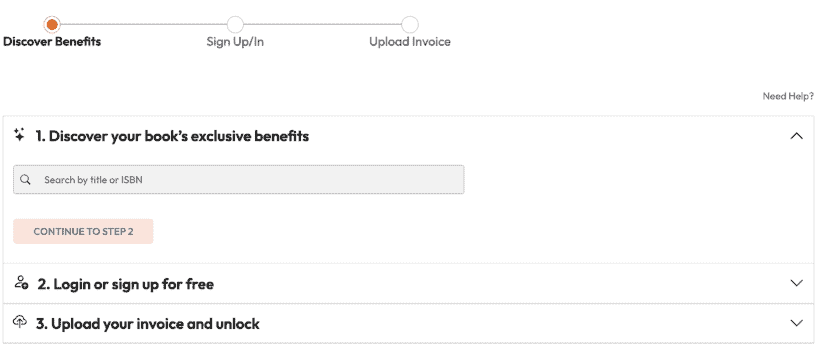 Discover Benefits
Sign Up/In
Upload Invoice
Need Help?
1. Discover your book's exclusive benefits
Search by title or ISBN
CONTINUE TO STEP 2
2. Login or sign up for free
3. Upload your invoice and unlock